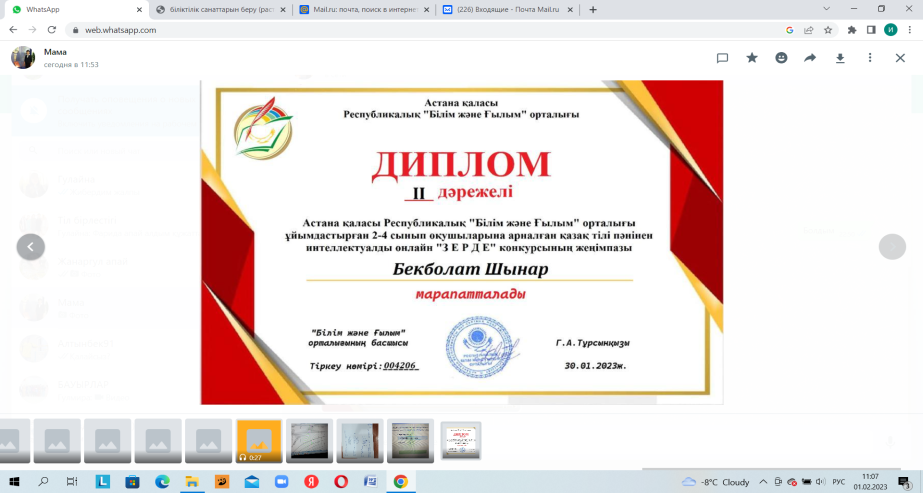 WhatsApp
біліктілік санаттарын беру (рас
Mail.ru: почта, поиск в интерне
(226) Входящие - Почта Mail.ru
web.whatsapp.com
Мама
сегодня в 11:53
Астана қаласы
Республикалық "Білім және Ғылым" орталығы
ДИПЛОМ
II дәрежелі
Астана қаласы Республикалық "Білім және Ғылым" орталығы
ұйымдастырған 2-4 сынып оқушыларына арналған қазақ тілі пәнінен
интеллектуалды онлайн "З Е Р Д Е" конкурсының жеңімпазы
Бекболат Шынар
марапатталады
"Білім және Ғылым"
орталығының басшысы
Г.А.Тұрсынқызы
Тіркеу нөмірі:004206
30.01.2023ж.
0:27
-8°C Cloudy
РУС
11:07
01.02.2023
3